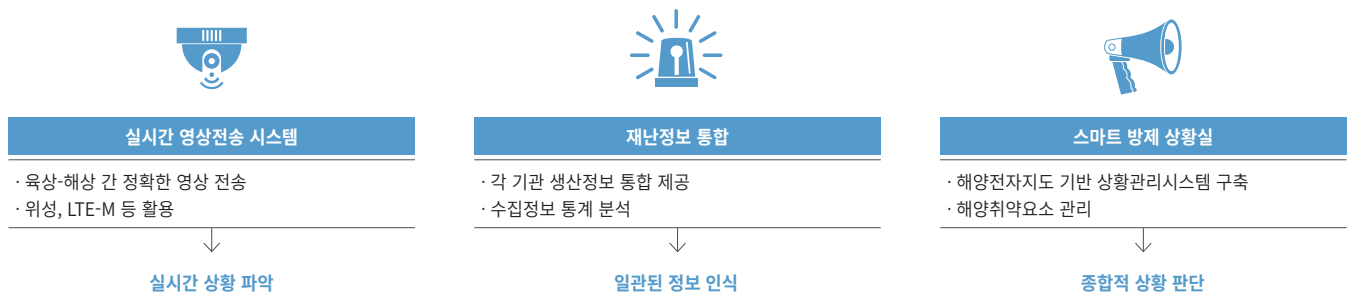 실시간 영상전송 시스템
· 육상-해상 간 정확한 영상 전송
· 위성, LTE-M 등 활용
실시간 상황 파악
재난정보 통합
· 각 기관 생산정보 통합 제공
· 수집정보 통계 분석
일관된 정보 인식
스마트 방제 상황실
· 해양전자지도 기반 상황관리시스템 구축
· 해양취약요소 관리
종합적 상황 판단